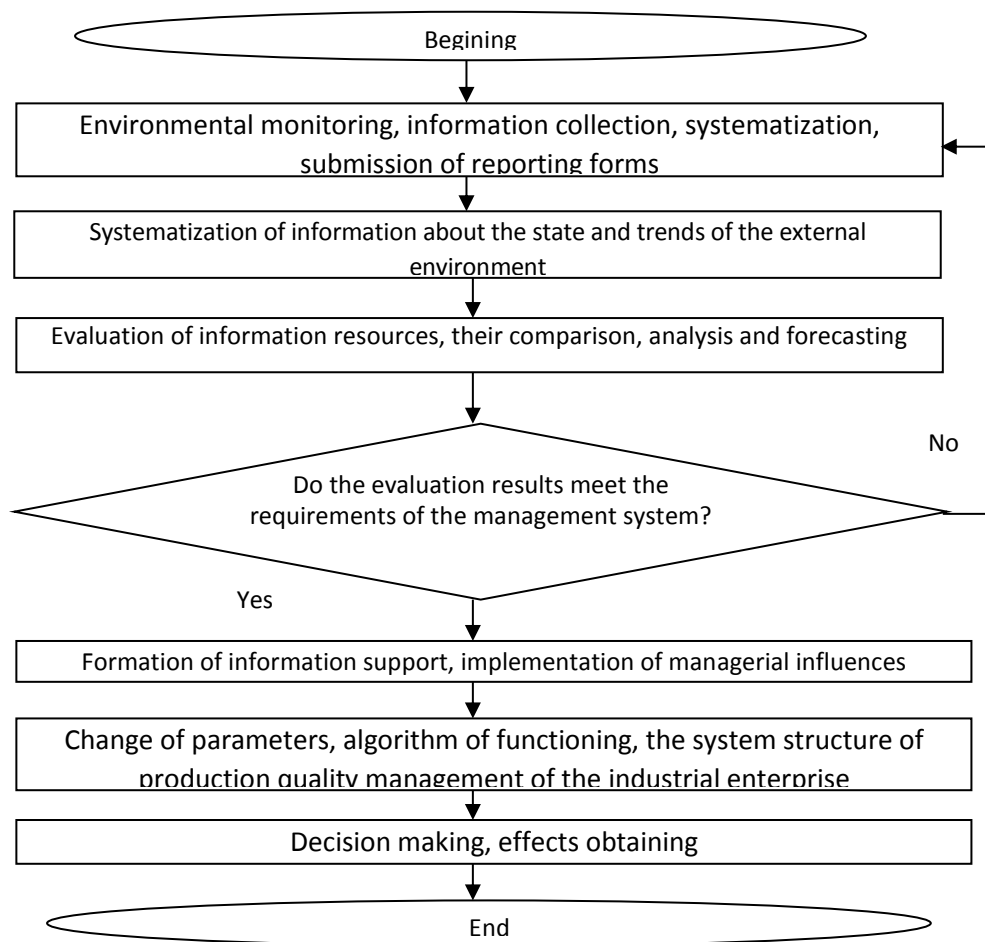 Begining
Environmental monitoring, information collection, systematization,
submission of reporting forms
Systematization of information about the state and trends of the external
environment
Evaluation of information resources, their comparison, analysis and forecasting
No
Do the evaluation results meet the
requirements of the management system?
Yes
Formation of information support, implementation of managerial influences
Change of parameters, algorithm of functioning, the system structure of
production quality management of the industrial enterprise
Decision making, effects obtaining
End